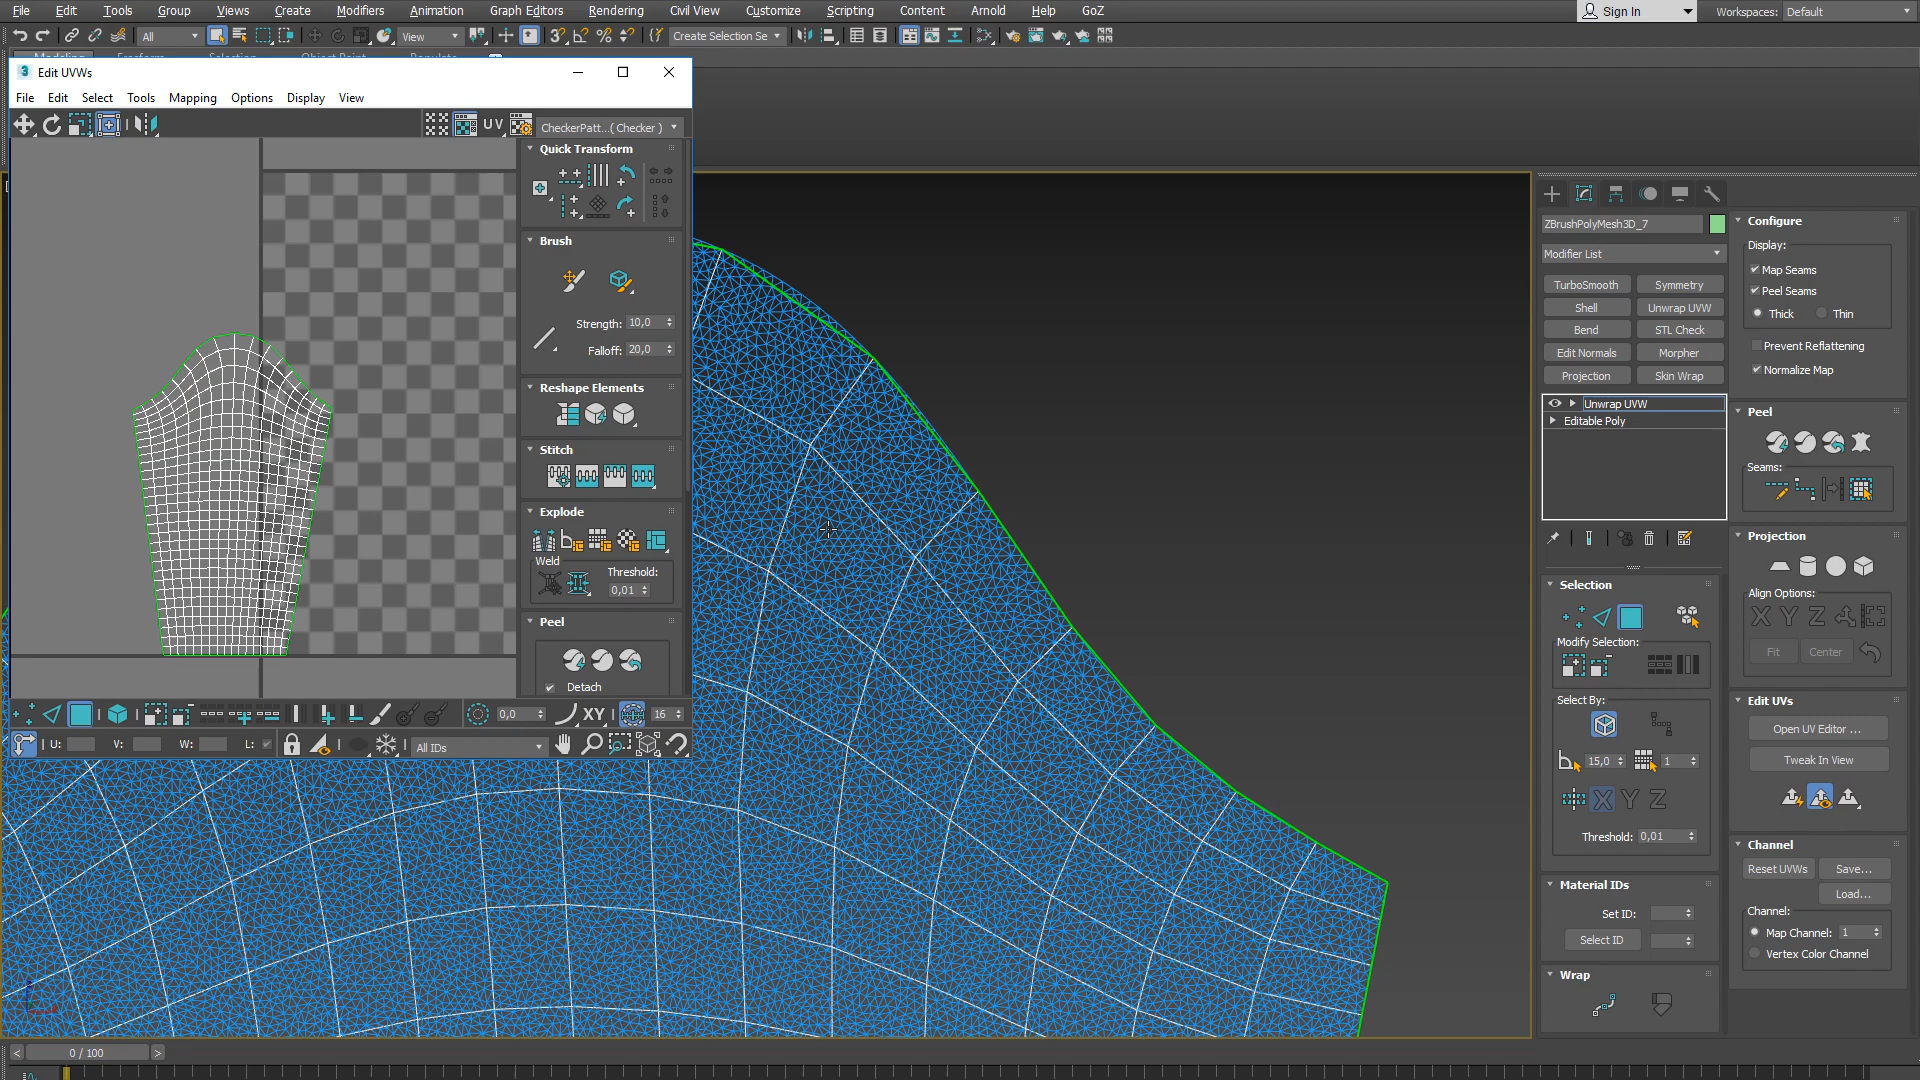 File Edit Tools Group Views Create Modifiers Animation Graph Editors Rendering Civil View Customize Scripting Content Arnold Help GoZ Sign In Workspaces: Default
All View Create Selection Se
3 Edit UVWs
File Edit Select Tools Mapping Options Display View
UV CheckerPatt...( Checker )
Quick Transform
Brush
Strength: 10,0
Falloff: 20,0
Reshape Elements
Stitch
Explode
Weld
Threshold:
0,01
Peel
Detach
0,0 XY 16
U: V: W: L: All IDs
ZBrushPolyMesh3D_7
Modifier List
TurboSmooth Symmetry
Shell Unwrap UVW
Bend STL Check
Edit Normals Morpher
Projection Skin Wrap
Unwrap UVW
Editable Poly
Selection
Modify Selection:
Select By:
15,0 1
X Y Z
Threshold: 0,01
Material IDs
Set ID:
Select ID
Wrap
Configure
Display:
Map Seams
Peel Seams
Thick Thin
Prevent Reflattening
Normalize Map
Peel
Seams:
Projection
Align Options:
X Y Z
Fit Center
Edit UVs
Open UV Editor ...
Tweak In View
Channel
Reset UVWs Save...
Load...
Channel:
Map Channel: 1
Vertex Color Channel
< 0 / 100 >